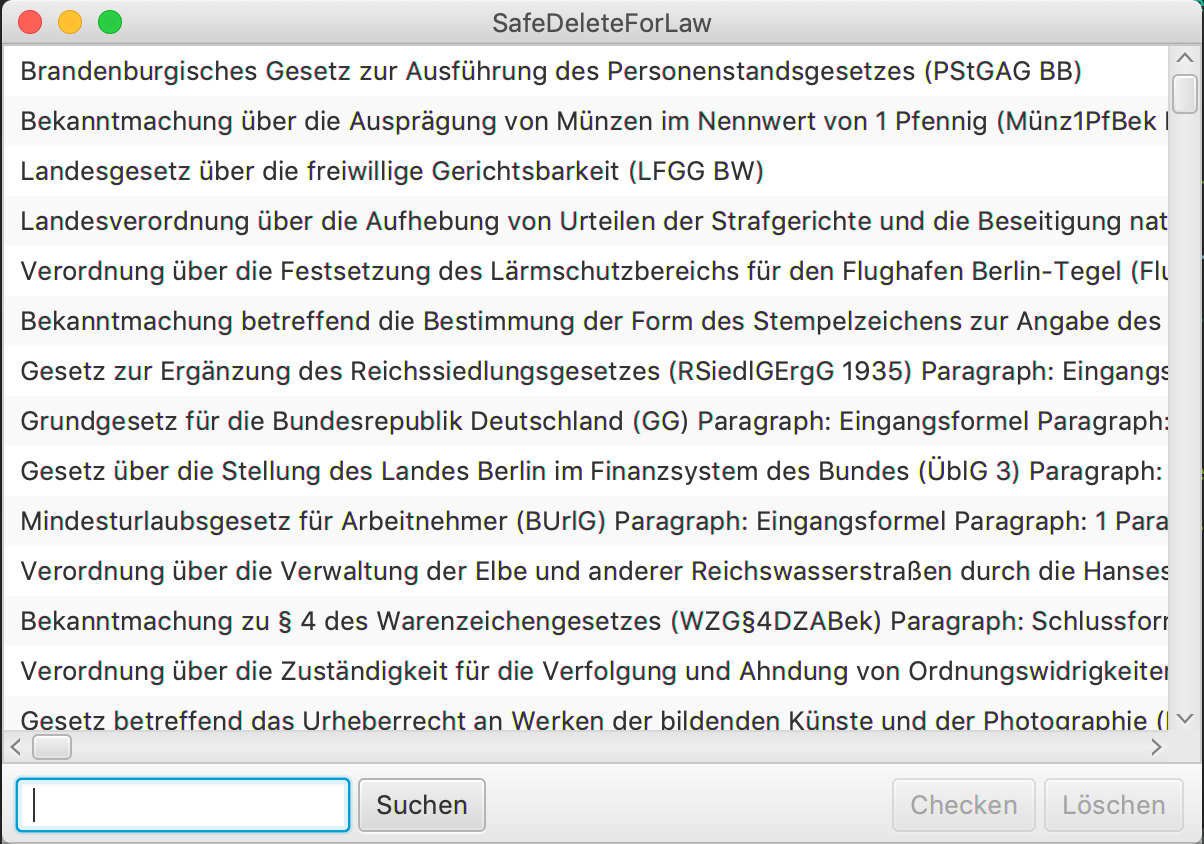 SafeDeleteForLaw
Brandenburgisches Gesetz zur Ausführung des Personenstandsgesetzes (PStGAG BB)
Bekanntmachung über die Ausprägung von Münzen im Nennwert von 1 Pfennig (Münz1PfBek
Landesgesetz über die freiwillige Gerichtsbarkeit (LFGG BW)
Landesverordnung über die Aufhebung von Urteilen der Strafgerichte und die Beseitigung nat
Verordnung über die Festsetzung des Lärmschutzbereichs für den Flughafen Berlin-Tegel (Flu
Bekanntmachung betreffend die Bestimmung der Form des Stempelzeichens zur Angabe des
Gesetz zur Ergänzung des Reichssiedlungsgesetzes (RSiedlGErgG 1935) Paragraph: Eingangs
Grundgesetz für die Bundesrepublik Deutschland (GG) Paragraph: Eingangsformel Paragraph:
Gesetz über die Stellung des Landes Berlin im Finanzsystem des Bundes (ÜblG 3) Paragraph:
Mindesturlaubsgesetz für Arbeitnehmer (BUrlG) Paragraph: Eingangsformel Paragraph: 1 Para
Verordnung über die Verwaltung der Elbe und anderer Reichswasserstraßen durch die Hanses
Bekanntmachung zu § 4 des Warenzeichengesetzes (WZG§4DZABek) Paragraph: Schlussfor
Verordnung über die Zuständigkeit für die Verfolgung und Ahndung von Ordnungswidrigkeiten
Gesetz betreffend das Urheberrecht an Werken der bildenden Künste und der Photographie (
Suchen
Checken
Löschen